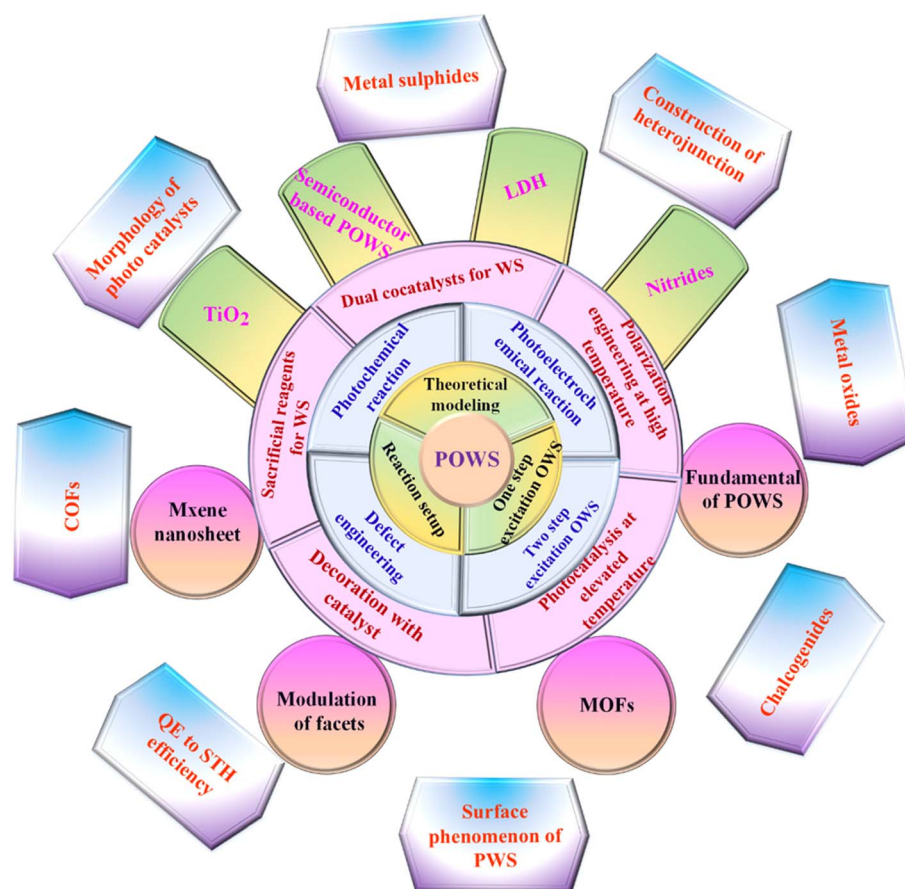 Metal sulphides
Construction of
heterojunction
Morphology of
photo catalysts
Semiconductor
based POWS
LDH
TiO2
Nitrides
Metal oxides
Dual cocatalysts for WS
Polarization
engineering at high
temperature
Sacrificial reagents
for WS
Photochemical
reaction
Photoelectroch
emical reaction
Theoretical
modeling
POWS
Reaction setup
One step
excitation OWS
Defect
engineering
Two step
excitation OWS
Decoration with
catalyst
Photocatalysis at
elevated
temperature
COFs
Mxene
nanosheet
Fundamental
of POWS
Modulation
of facets
MOFs
Chalcogenides
QE to STH
efficiency
Surface
phenomenon of
PWS